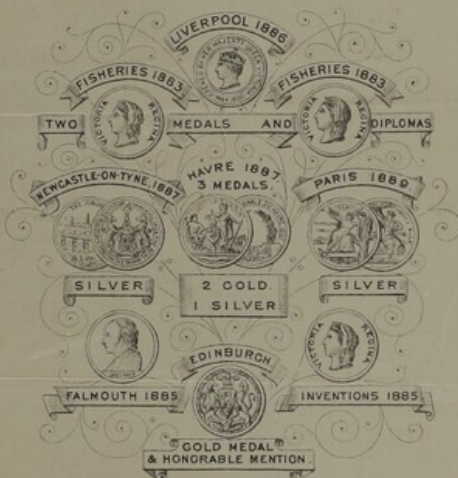 LIVERPOOL 1886
FISHERIES 1883
FISHERIES 1883
VICTORIA REGINA
VICTORIA REGINA
TWO MEDALS AND DIPLOMAS
NEWCASTLE-ON-TYNE, 1887
HAVRE 1887
3 MEDALS.
PARIS 1889
SILVER
2 GOLD.
1 SILVER.
SILVER
VICTORIA REGINA
EDINBURGH
FALMOUTH 1885
INVENTIONS 1885
GOLD MEDAL
& HONORABLE MENTION.